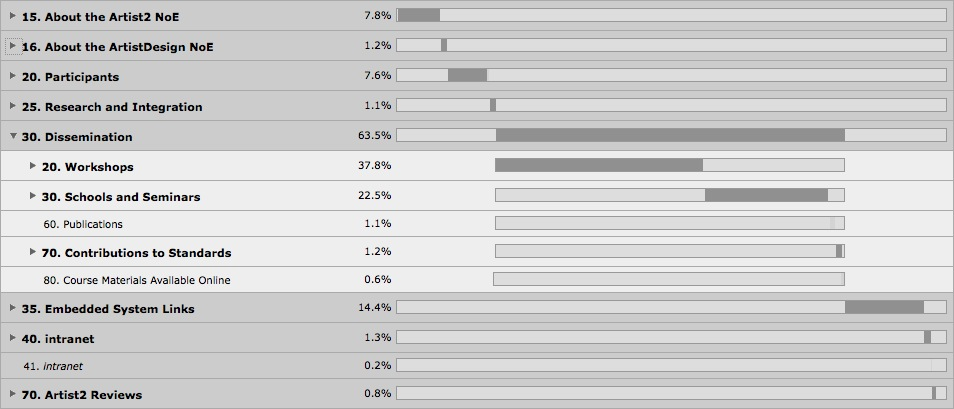 15. About the Artist2 NoE 7.8%
16. About the ArtistDesign NoE 1.2%
20. Participants 7.6%
25. Research and Integration 1.1%
30. Dissemination 63.5%
20. Workshops 37.8%
30. Schools and Seminars 22.5%
60. Publications 1.1%
70. Contributions to Standards 1.2%
80. Course Materials Available Online 0.6%
35. Embedded System Links 14.4%
40. intranet 1.3%
41. intranet 0.2%
70. Artist2 Reviews 0.8%